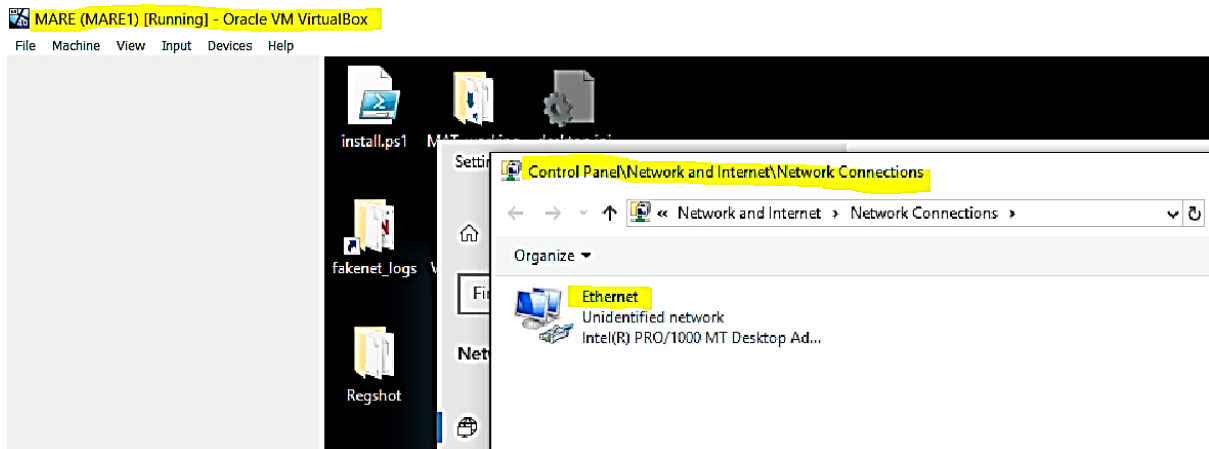 MARE (MARE1) [Running] - Oracle VM VirtualBox
File Machine View Input Devices Help
install.ps1
Control Panel\Network and Internet\Network Connections
« Network and Internet › Network Connections ›
Organize
fakenet_logs
Ethernet
Unidentified network
Intel(R) PRO/1000 MT Desktop Ad...
Regshot